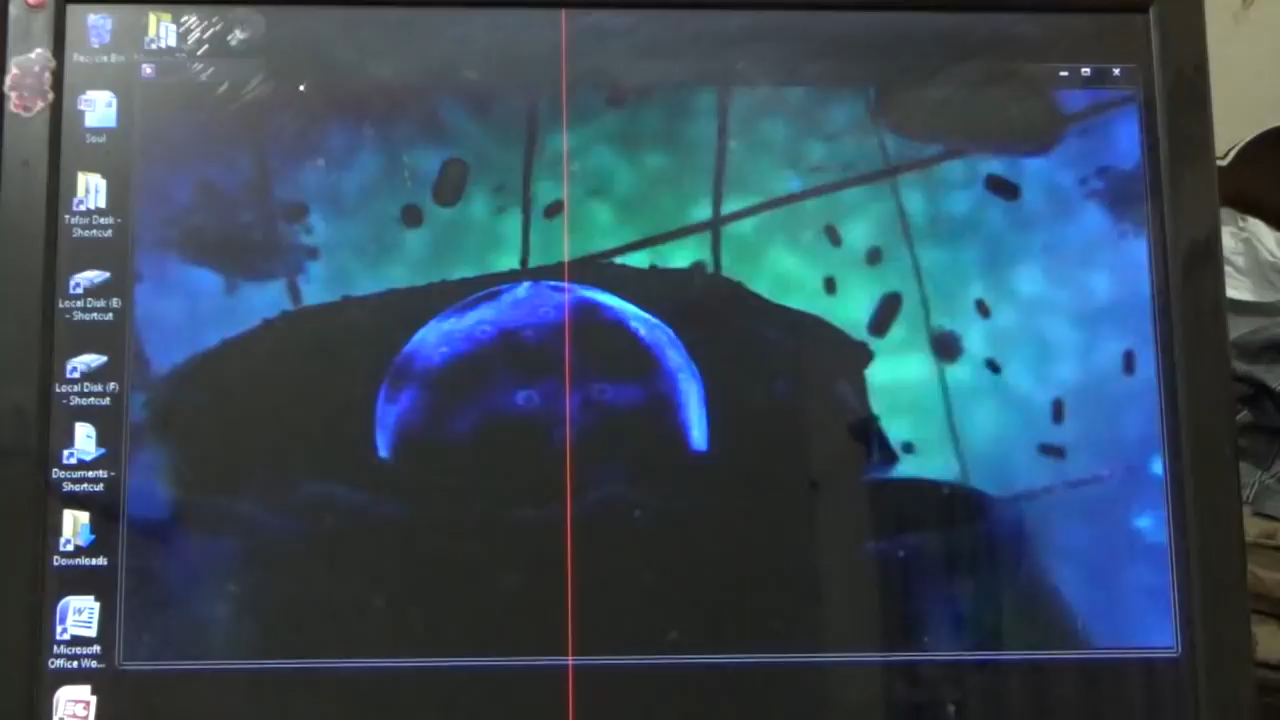 Recycle Bin
Soul
Tafsir Desk -
Shortcut
Local Disk (E)
- Shortcut
Local Disk (F)
- Shortcut
Documents -
Shortcut
Downloads
W
Microsoft
Office Wo...